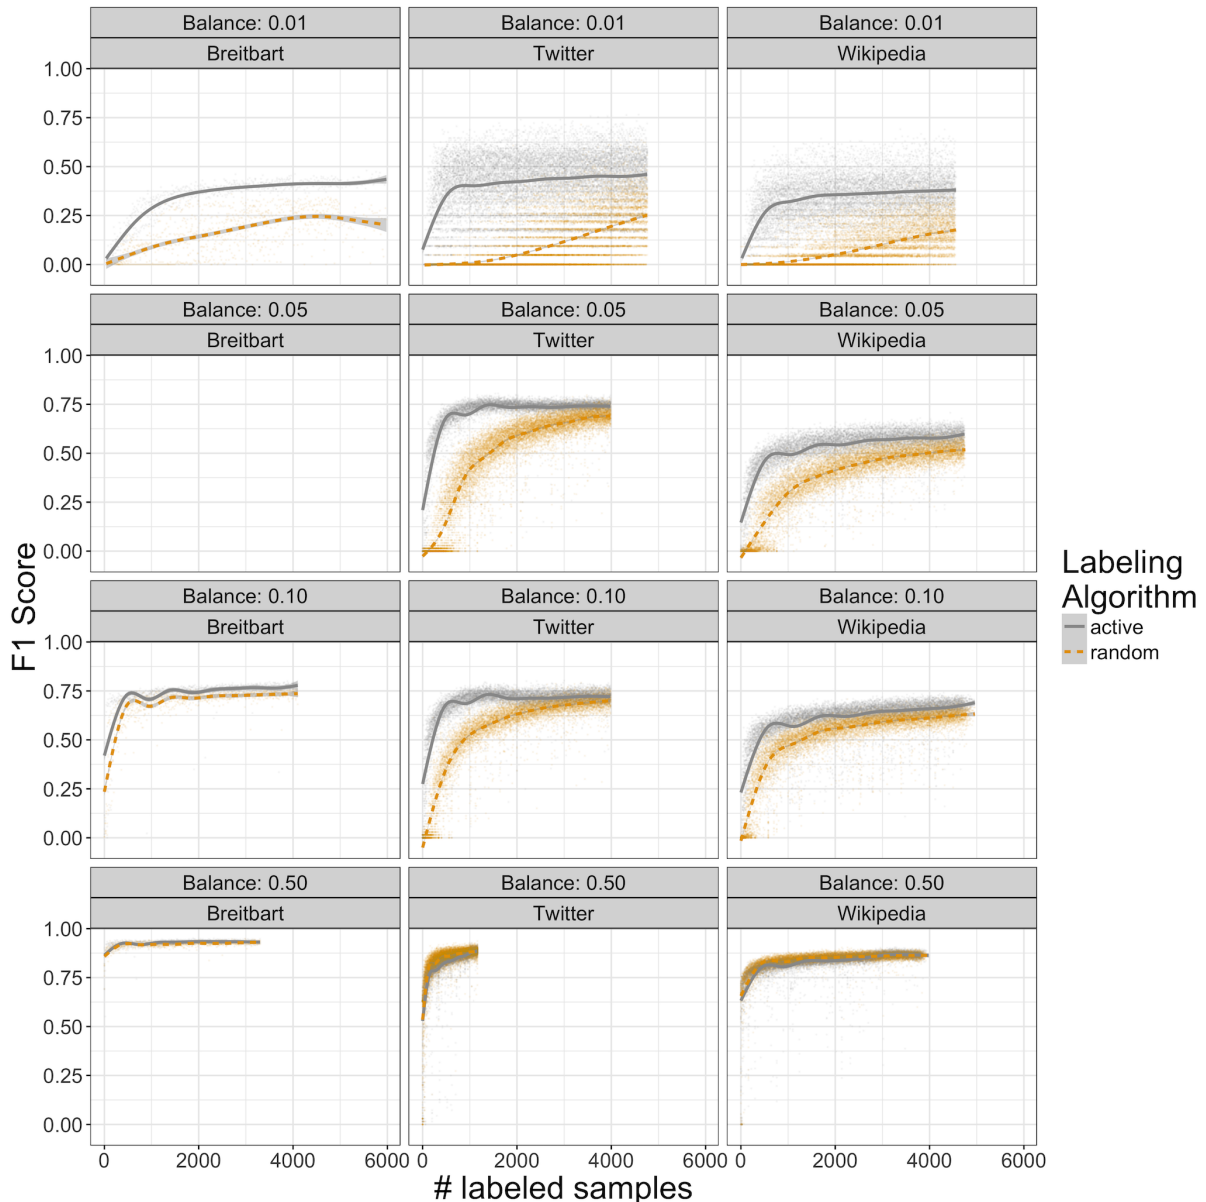 Balance: 0.01
Breitbart
Balance: 0.01
Twitter
Balance: 0.01
Wikipedia
1.00
0.75
0.50
0.25
0.00
Balance: 0.05
Breitbart
Balance: 0.05
Twitter
Balance: 0.05
Wikipedia
1.00
0.75
0.50
0.25
0.00
Balance: 0.10
Breitbart
Balance: 0.10
Twitter
Balance: 0.10
Wikipedia
1.00
0.75
0.50
0.25
0.00
Balance: 0.50
Breitbart
Balance: 0.50
Twitter
Balance: 0.50
Wikipedia
1.00
0.75
0.50
0.25
0.00
0 2000 4000 6000
0 2000 4000 6000
0 2000 4000 6000
# labeled samples
F1 Score
Labeling
Algorithm
active
random